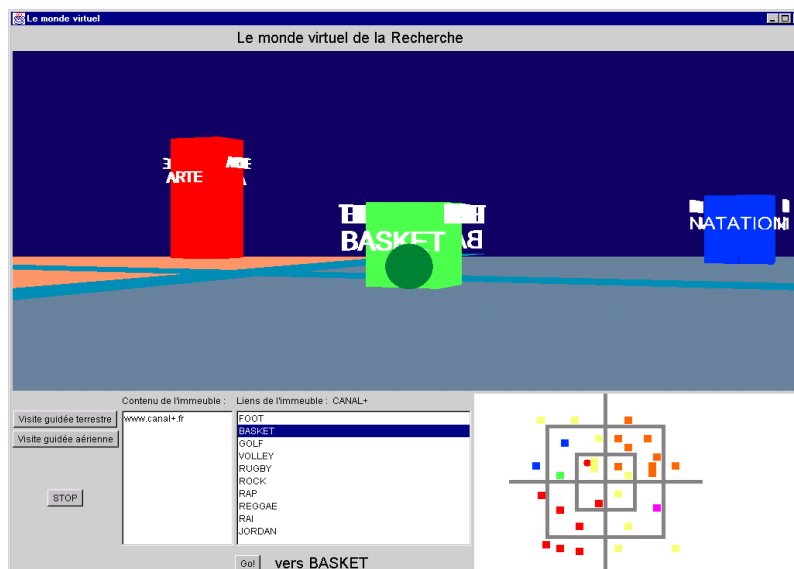 Le monde virtuel
Le monde virtuel de la Recherche
ARTE
BASKET
NATATION
Contenu de l'immeuble :
Liens de l'immeuble : CANAL+
Visite guidée terrestre
Visite guidée aérienne
STOP
www.canal+.fr
FOOT
BASKET
GOLF
VOLLEY
RUGBY
ROCK
RAP
REGGAE
RAI
JORDAN
Go!
vers BASKET